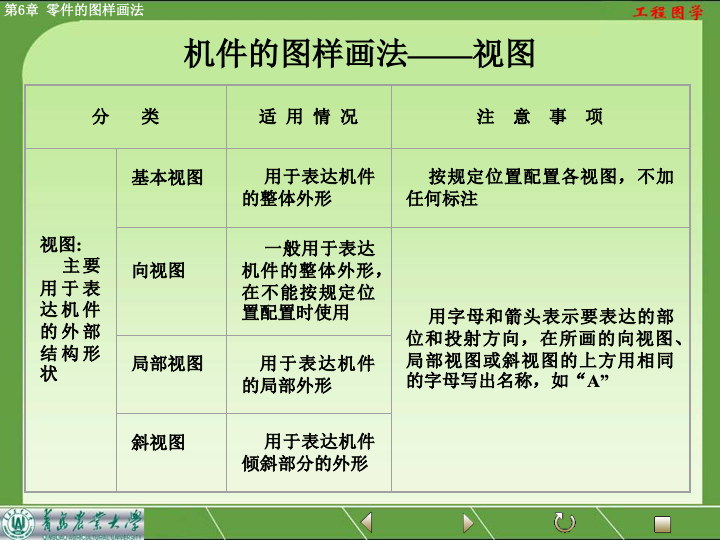 第6章 零件的图样画法
工程图学
机件的图样画法——视图
分 类
适 用 情 况
注 意 事 项
视图:
主要
用于表
达机件
的外部
结构形
状
基本视图
用于表达机件
的整体外形
按规定位置配置各视图，不加
任何标注
向视图
一般用于表达
机件的整体外形，
在不能按规定位
置配置时使用
用字母和箭头表示要表达的部
位和投射方向，在所画的向视图、
局部视图或斜视图的上方用相同
的字母写出名称，如“A”
局部视图
用于表达机件
的局部外形
斜视图
用于表达机件
倾斜部分的外形
青岛农业大学